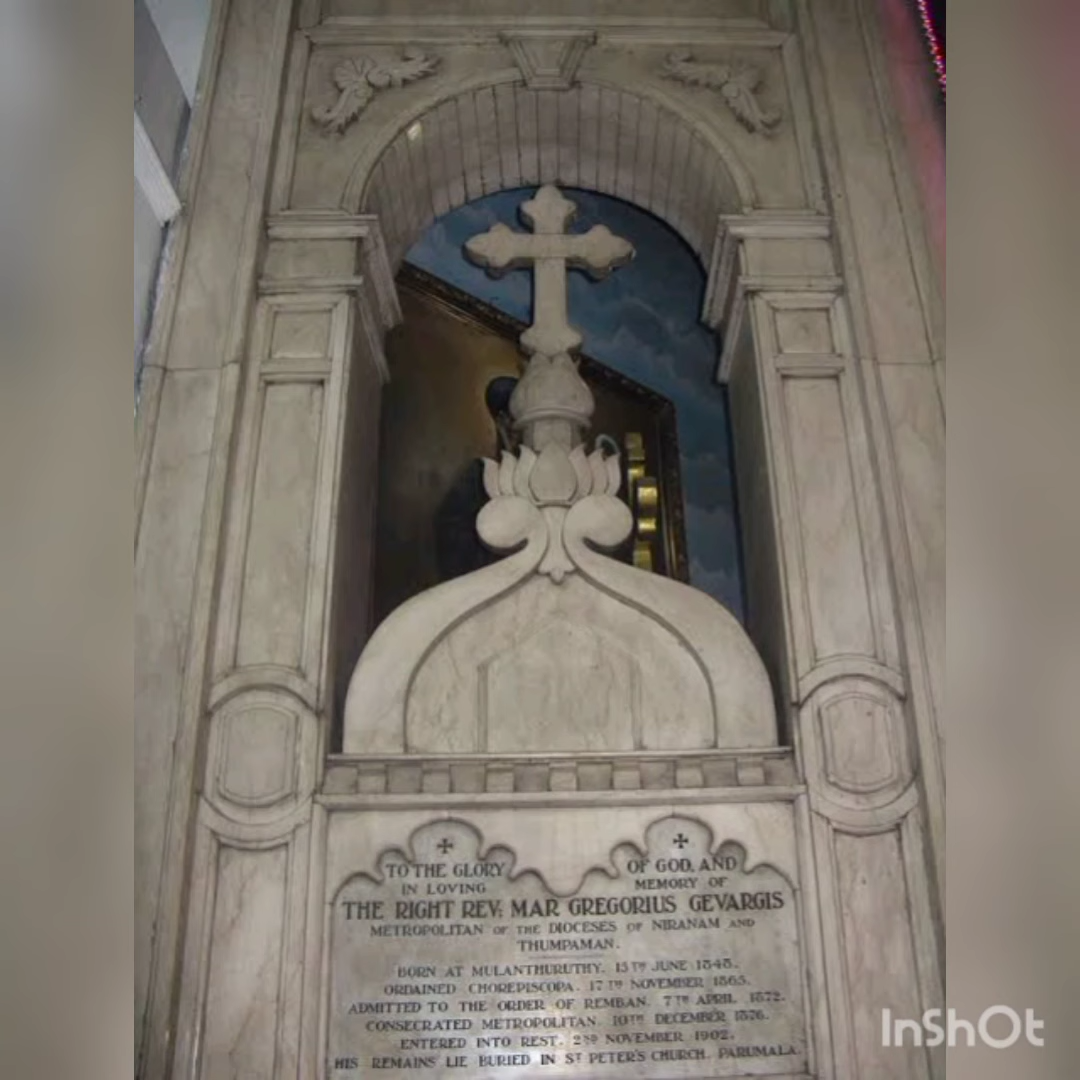 TO THE GLORY OF GOD, AND
IN LOVING MEMORY OF
THE RIGHT REV: MAR GREGORIUS GEVARGIS
METROPOLITAN OF THE DIOCESES OF NIRANAM AND
THUMPAMAN.
BORN AT MULANTHURUTHY. 15TH JUNE 1848.
ORDAINED CHOREPISCOPA. 17TH NOVEMBER 1865.
ADMITTED TO THE ORDER OF REMBAN. 7TH APRIL 1872.
CONSECRATED METROPOLITAN. 10TH DECEMBER 1876.
ENTERED INTO REST. 2ND NOVEMBER 1902.
HIS REMAINS LIE BURIED IN ST PETER'S CHURCH, PARUMALA.
InShOt